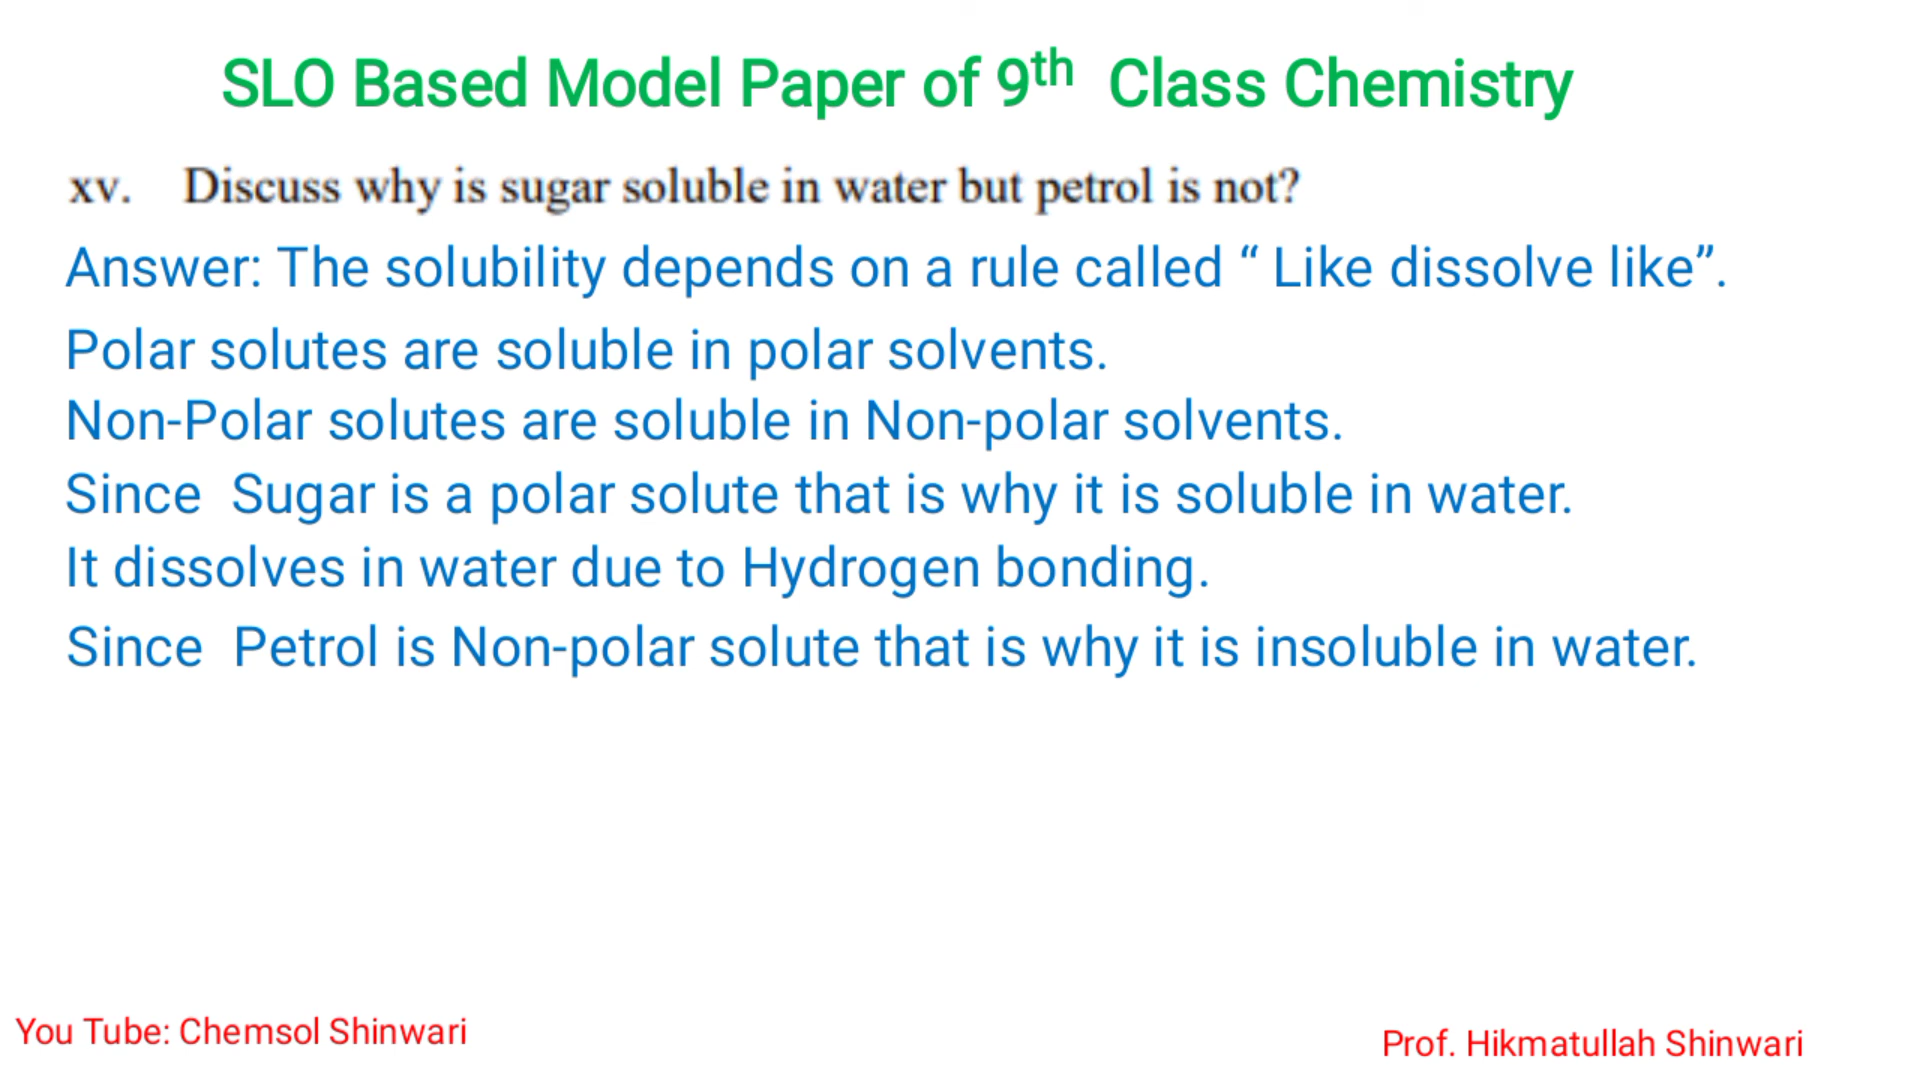 SLO Based Model Paper of 9th Class Chemistry
xv. Discuss why is sugar soluble in water but petrol is not?
Answer: The solubility depends on a rule called “ Like dissolve like”.
Polar solutes are soluble in polar solvents.
Non-Polar solutes are soluble in Non-polar solvents.
Since Sugar is a polar solute that is why it is soluble in water.
It dissolves in water due to Hydrogen bonding.
Since Petrol is Non-polar solute that is why it is insoluble in water.
You Tube: Chemsol Shinwari
Prof. Hikmatullah Shinwari